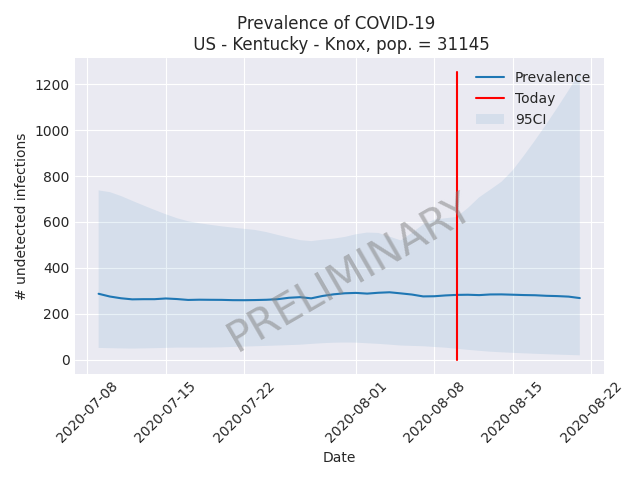 Prevalence of COVID-19
US - Kentucky - Knox, pop. = 31145
Prevalence
Today
95CI
PRELIMINARY
# undetected infections
1200
1000
800
600
400
200
0
2020-07-08
2020-07-15
2020-07-22
2020-08-01
2020-08-08
2020-08-15
2020-08-22
Date